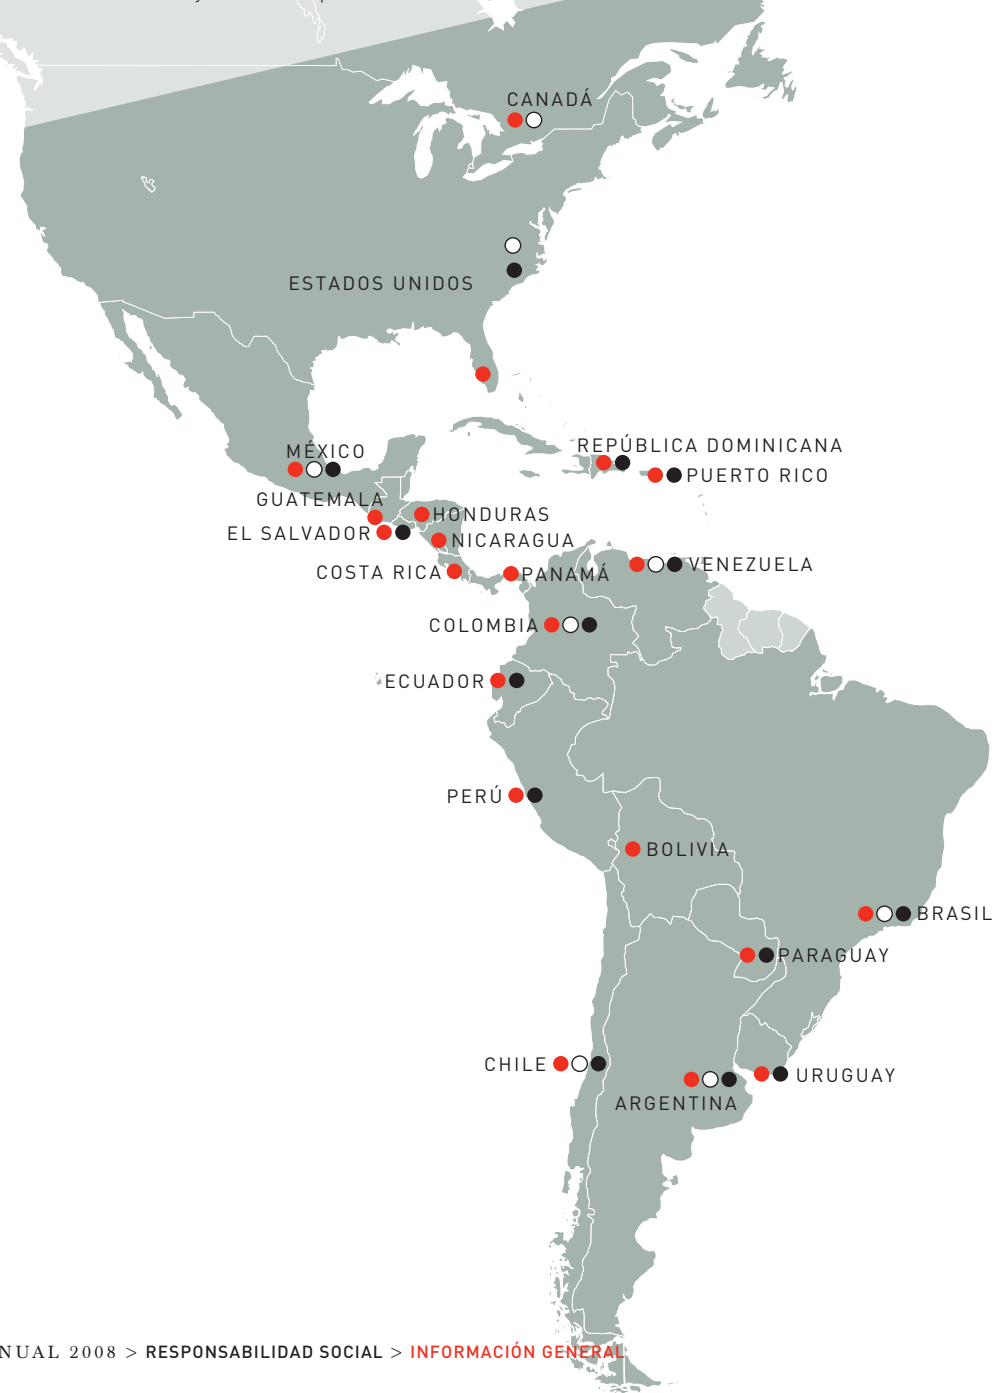 CANADÁ
ESTADOS UNIDOS
MÉXICO
REPÚBLICA DOMINICANA
PUERTO RICO
GUATEMALA
HONDURAS
EL SALVADOR
NICARAGUA
COSTA RICA
PANAMÁ
VENEZUELA
COLOMBIA
ECUADOR
PERÚ
BOLIVIA
BRASIL
PARAGUAY
CHILE
URUGUAY
ARGENTINA
NUAL 2008 > RESPONSABILIDAD SOCIAL > INFORMACIÓN GENERAL